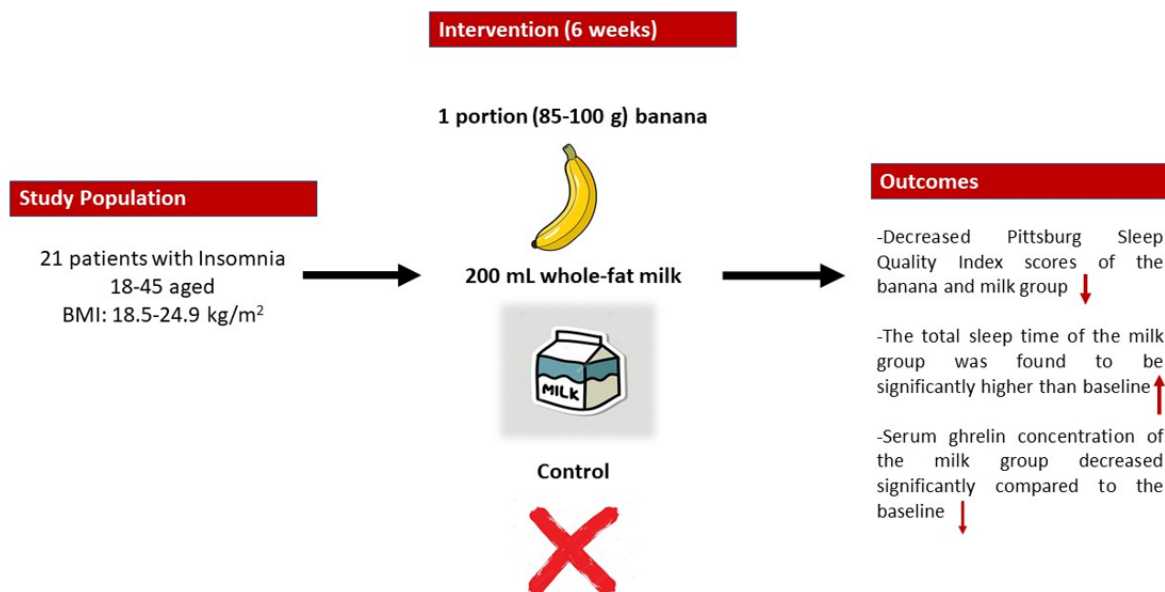 Intervention (6 weeks)
1 portion (85-100 g) banana
Study Population
21 patients with Insomnia
18-45 aged
BMI: 18.5-24.9 kg/m²
200 mL whole-fat milk
MILK
Control
Outcomes
-Decreased Pittsburg Sleep
Quality Index scores of the
banana and milk group
-The total sleep time of the milk
group was found to be
significantly higher than baseline
-Serum ghrelin concentration of
the milk group decreased
significantly compared to the
baseline